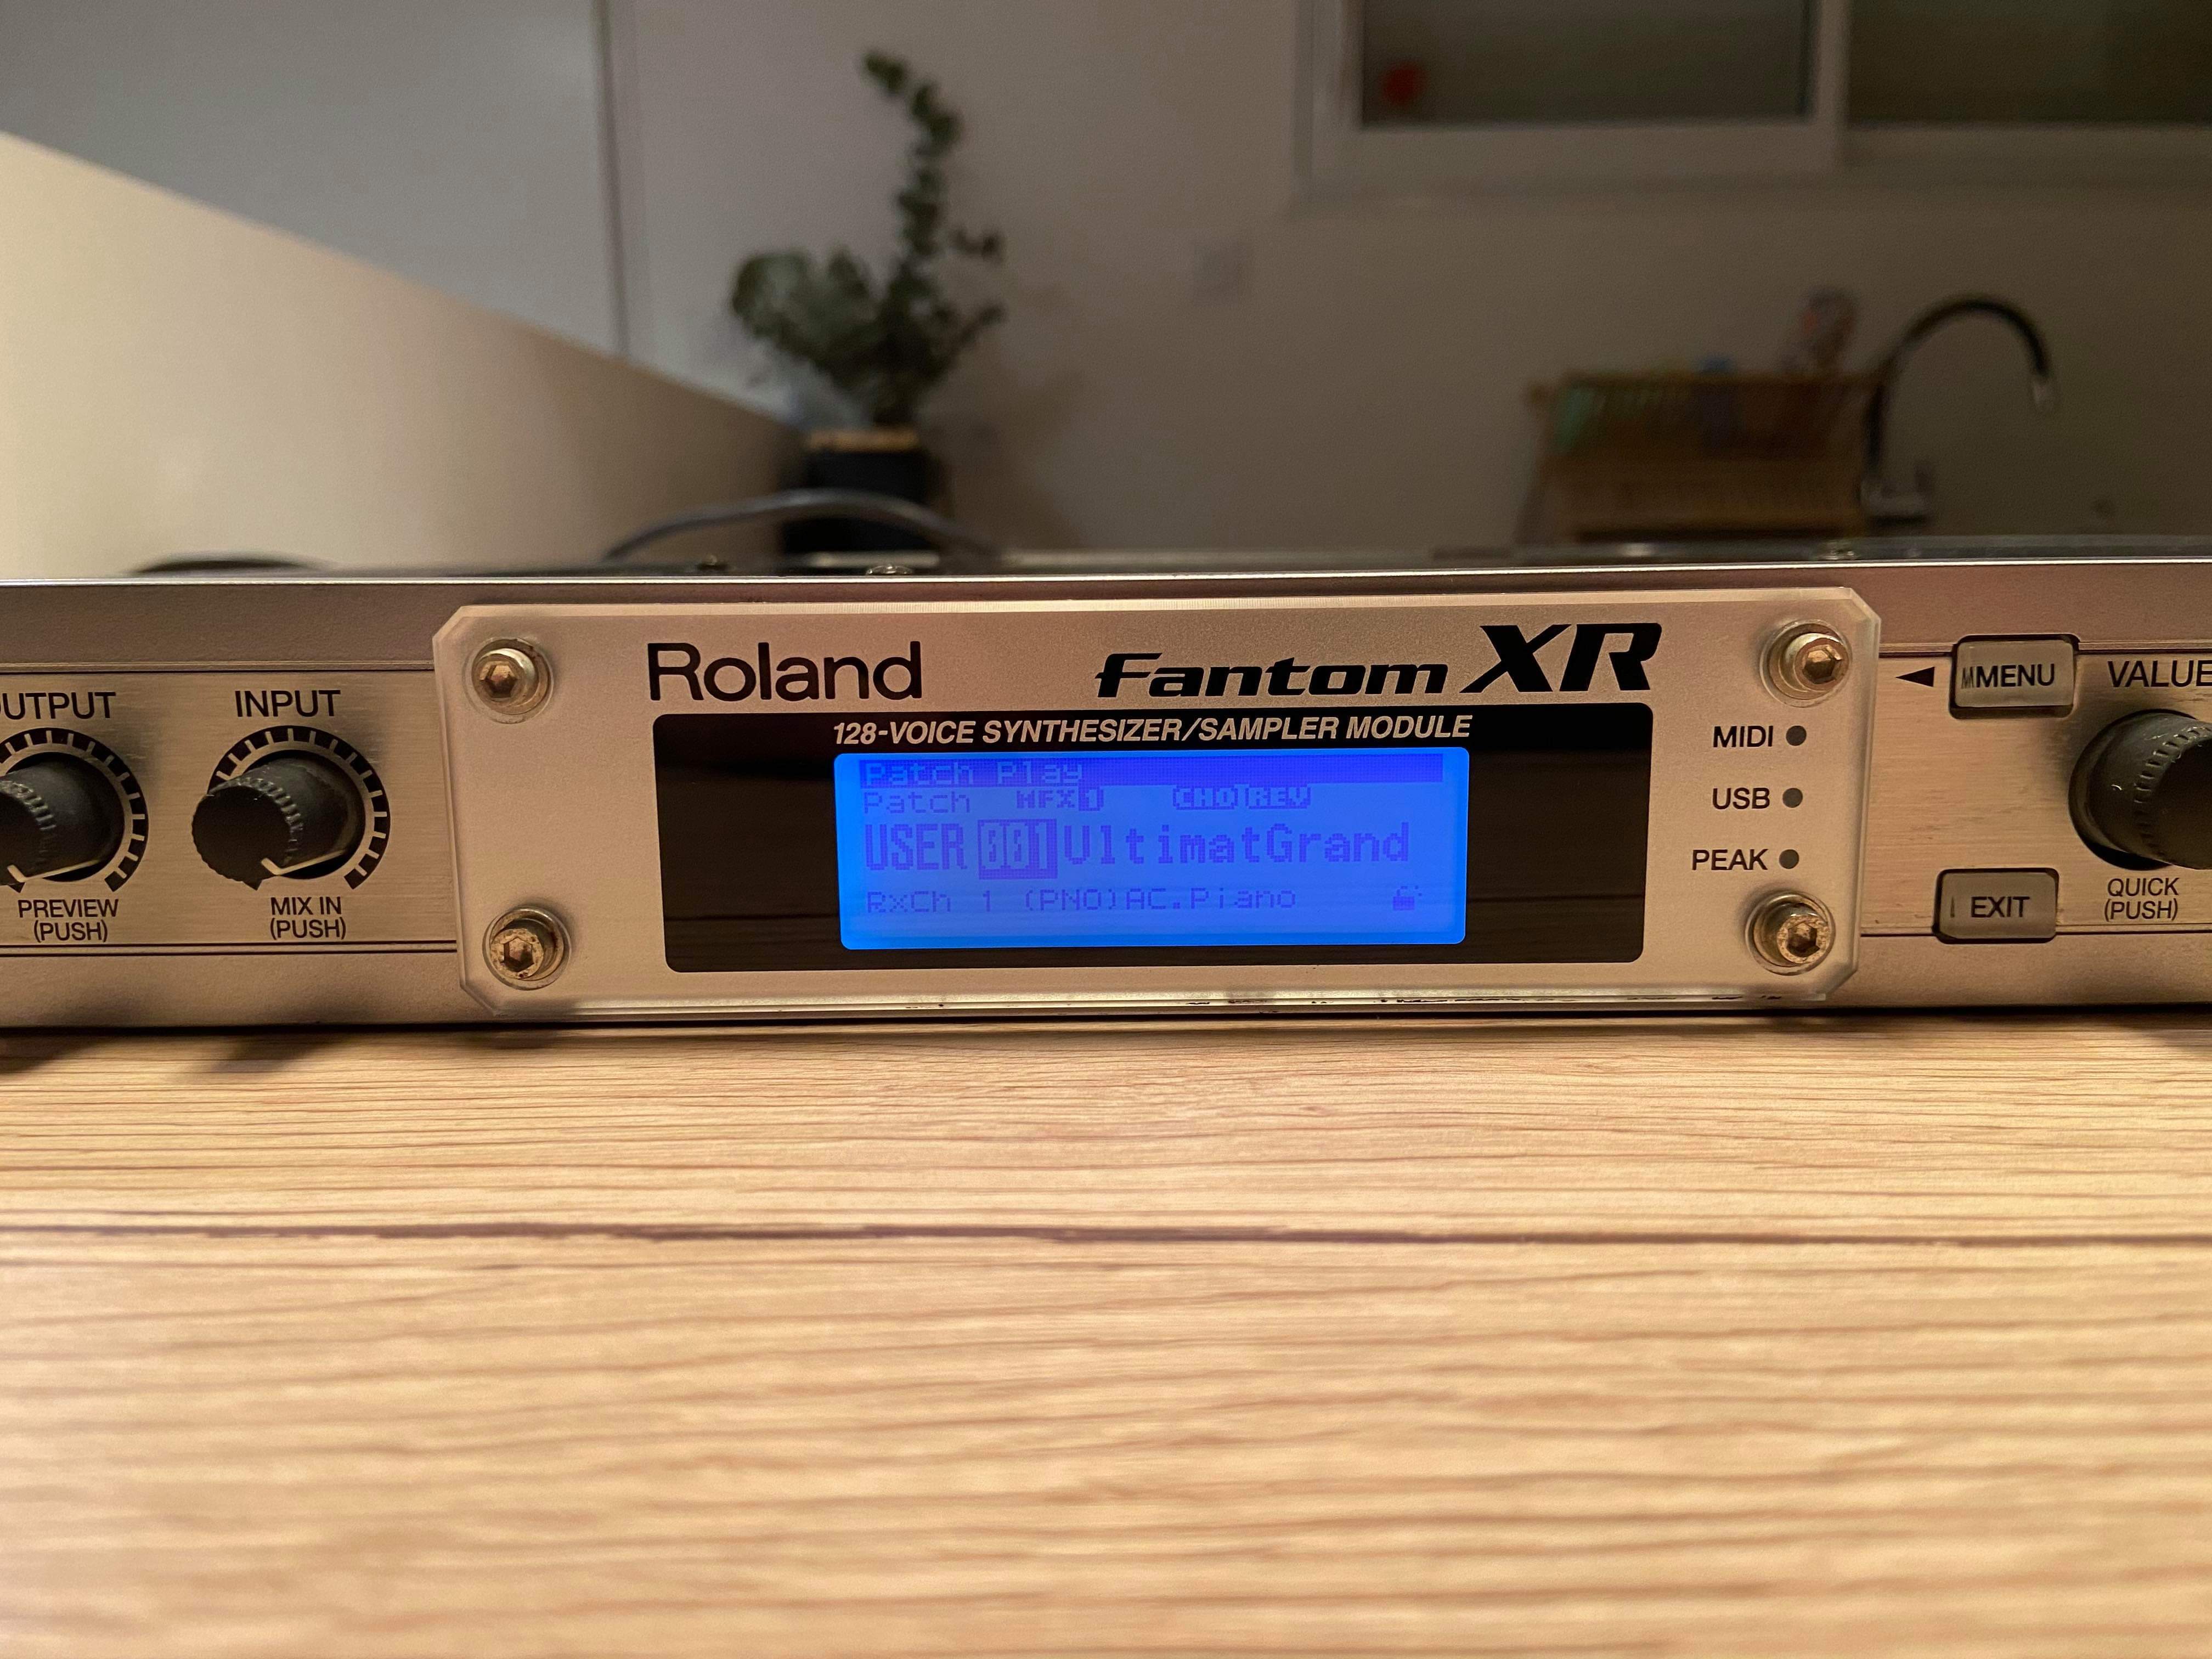 Roland Fantom XR
128-VOICE SYNTHESIZER/SAMPLER MODULE
OUTPUT
PREVIEW
(PUSH)
INPUT
MIX IN
(PUSH)
Patch Play
Patch MFX1 CHO REV
USER 001 UltimatGrand
RxCh 1 (PNO)AC.Piano
MIDI
USB
PEAK
MENU
EXIT
VALUE
QUICK
(PUSH)